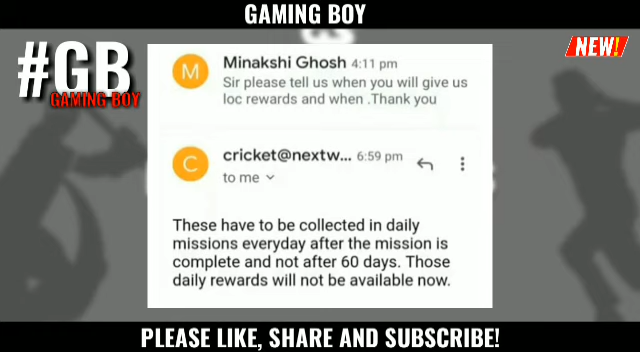 GAMING BOY
#GB
GAMING BOY
NEW!
M
Minakshi Ghosh 4:11 pm
Sir please tell us when you will give us
loc rewards and when .Thank you
C
cricket@nextw... 6:59 pm
to me
These have to be collected in daily
missions everyday after the mission is
complete and not after 60 days. Those
daily rewards will not be available now.
PLEASE LIKE, SHARE AND SUBSCRIBE!